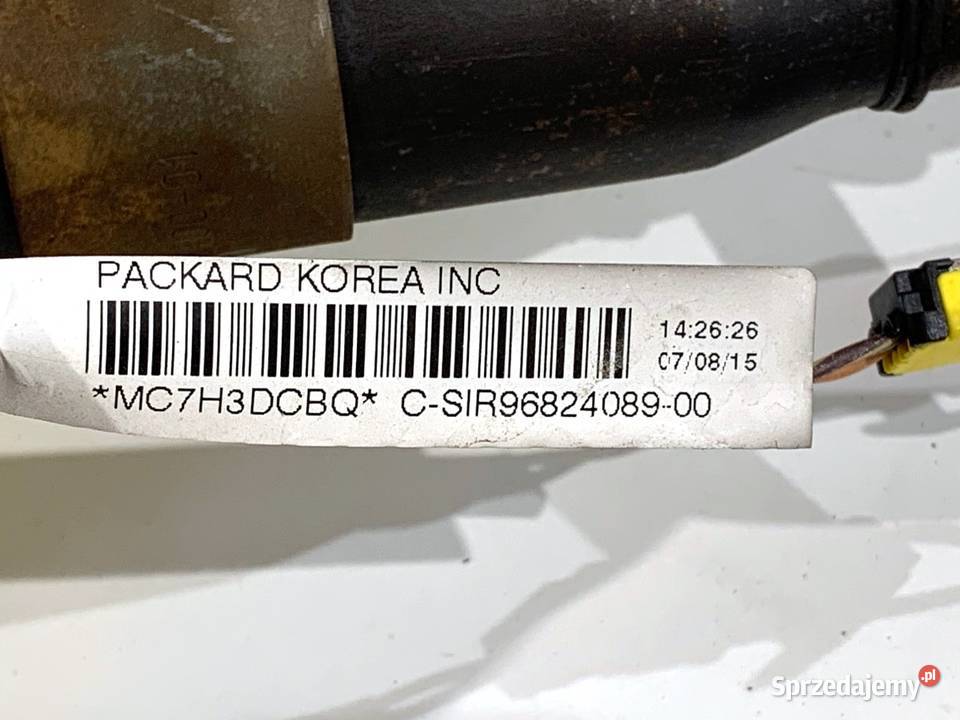 PACKARD KOREA INC
14:26:26
07/08/15
*MC7H3DCBQ* C-SIR96824089-00
Sprzedajemy.pl